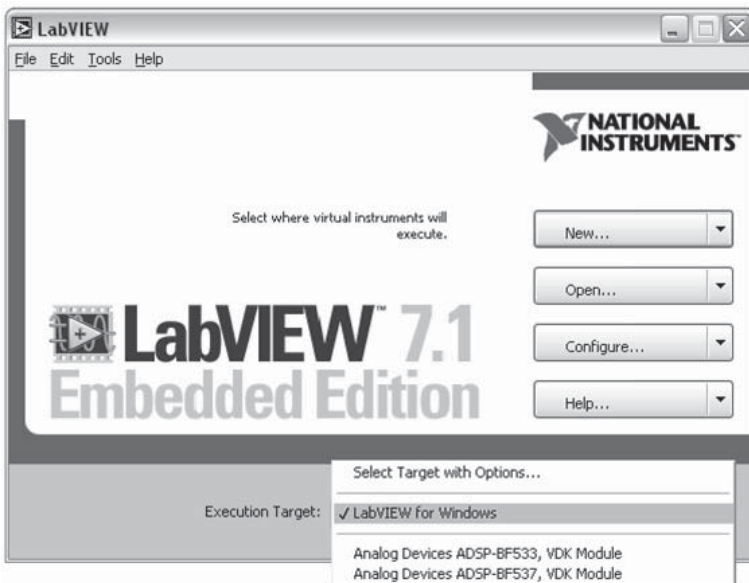 LabVIEW
File Edit Tools Help
NATIONAL
INSTRUMENTS™
Select where virtual instruments will
execute.
New...
Open...
Configure...
Help...
LabVIEW™ 7.1
Embedded Edition
Select Target with Options...
Execution Target:
✓ LabVIEW for Windows
Analog Devices ADSP-BF533, VDK Module
Analog Devices ADSP-BF537, VDK Module